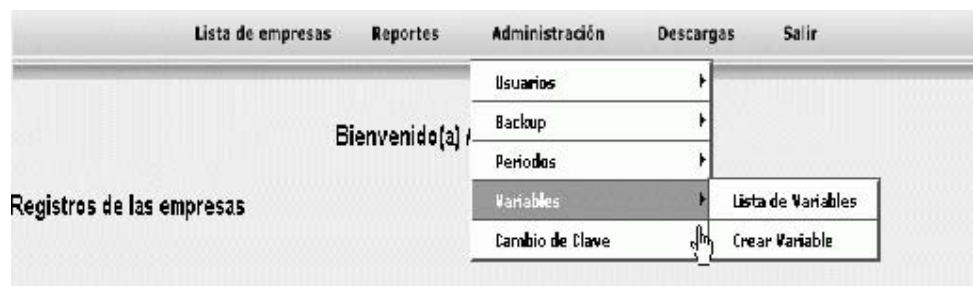 Lista de empresas Reportes Administración Descargas Salir
Usuarios
Backup
Bienvenido(a)
Periodos
Variables Lista de Variables
Registros de las empresas
Cambio de Clave Crear Variable